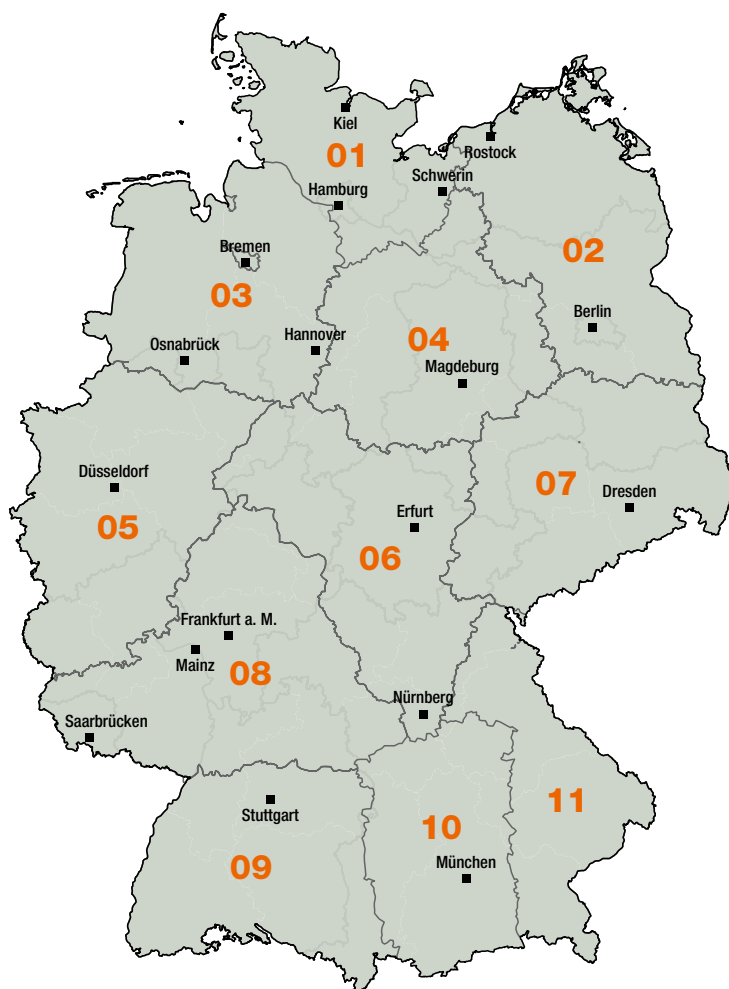 Kiel
01
Rostock
Schwerin
Hamburg
02
Bremen
03
Berlin
Hannover
04
Osnabrück
Magdeburg
Düsseldorf
07
Dresden
05
Erfurt
06
Frankfurt a. M.
Mainz
08
Nürnberg
Saarbrücken
11
Stuttgart
10
09
München